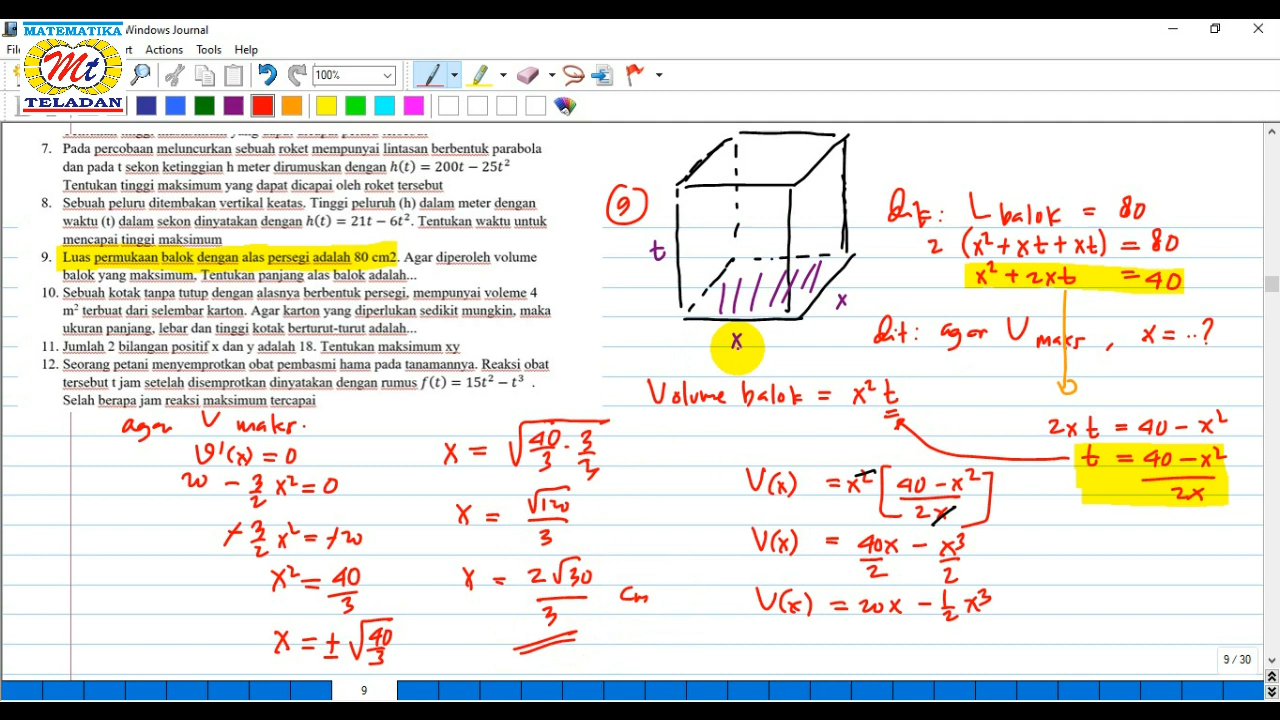 MATEMATIKA
Mt
TELADAN
Windows Journal
Actions Tools Help
100%
7. Pada percobaan meluncurkan sebuah roket mempunyai lintasan berbentuk parabola
dan pada t sekon ketinggian h meter dirumuskan dengan h(t) = 200t − 25t²
Tentukan tinggi maksimum yang dapat dicapai oleh roket tersebut
8. Sebuah peluru ditembakan vertikal keatas. Tinggi peluruh (h) dalam meter dengan
waktu (t) dalam sekon dinyatakan dengan h(t) = 21t − 6t². Tentukan waktu untuk
mencapai tinggi maksimum
9. Luas permukaan balok dengan alas persegi adalah 80 cm2. Agar diperoleh volume
balok yang maksimum, Tentukan panjang alas balok adalah...
10. Sebuah kotak tanpa tutup dengan alasnya berbentuk persegi, mempunyai voleme 4
m² terbuat dari selembar karton. Agar karton yang diperlukan sedikit mungkin, maka
ukuran panjang, lebar dan tinggi kotak berturut-turut adalah...
11. Jumlah 2 bilangan positif x dan y adalah 18. Tentukan maksimum xy
12. Seorang petani menyemprotkan obat pembasmi hama pada tanamannya. Reaksi obat
tersebut t jam setelah disemprotkan dinyatakan dengan rumus f(t) = 15t² − t³ .
Selah berapa jam reaksi maksimum tercapai
9
t
x
x
Dik: L balok = 80
2 (x² + xt + xt) = 80
x² + 2xt = 40
Dit: agar V maks, x = ..?
Volume balok = x² t
2xt = 40 − x²
t = 40 − x² / 2x
V(x) = x² [40 − x² / 2x]
V(x) = 40x/2 − x³/2
V(x) = 20x − 1/2 x³
agar V maks.
V'(x) = 0
20 − 3/2 x² = 0
−3/2 x² = −20
x² = 40/3
x = ± √40/3
x = √40/3 · 3/3
x = √120/3
x = 2√30/3 cm
9 / 30
9